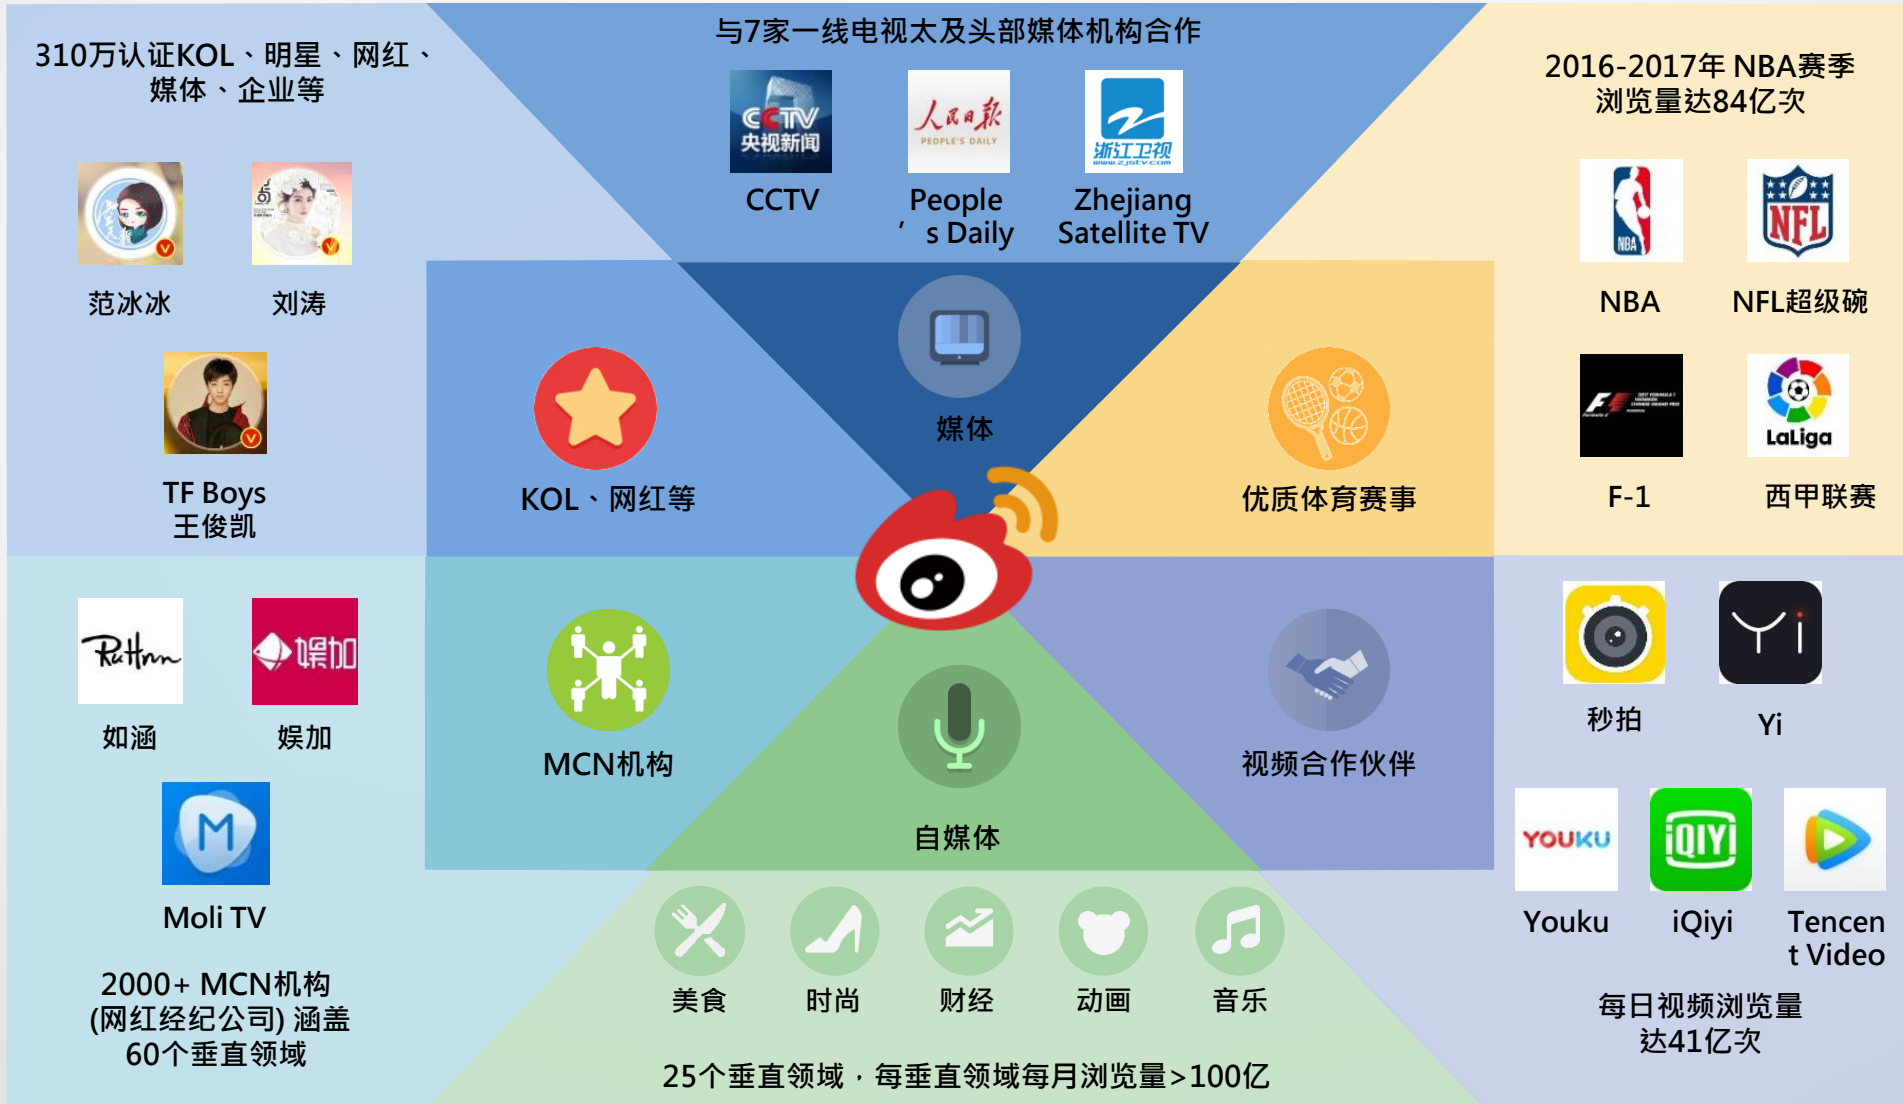 310万认证KOL、明星、网红、
媒体、企业等
范冰冰
刘涛
TF Boys
王俊凯
与7家一线电视太及头部媒体机构合作
CCTV
央视新闻
人民日报
PEOPLE'S DAILY
浙江卫视
www.zjstv.com
CCTV
People
's Daily
Zhejiang
Satellite TV
2016-2017年 NBA赛季
浏览量达84亿次
NBA
NFL
NBA
NFL超级碗
F1
LaLiga
F-1
西甲联赛
媒体
KOL、网红等
优质体育赛事
MCN机构
自媒体
视频合作伙伴
Ruhnn
娱加
如涵
娱加
M
Moli TV
2000+ MCN机构
(网红经纪公司) 涵盖
60个垂直领域
美食
时尚
财经
动画
音乐
25个垂直领域，每垂直领域每月浏览量>100亿
Yi
秒拍
Yi
YOUKU
iQIYI
Youku
iQiyi
Tencen
t Video
每日视频浏览量
达41亿次